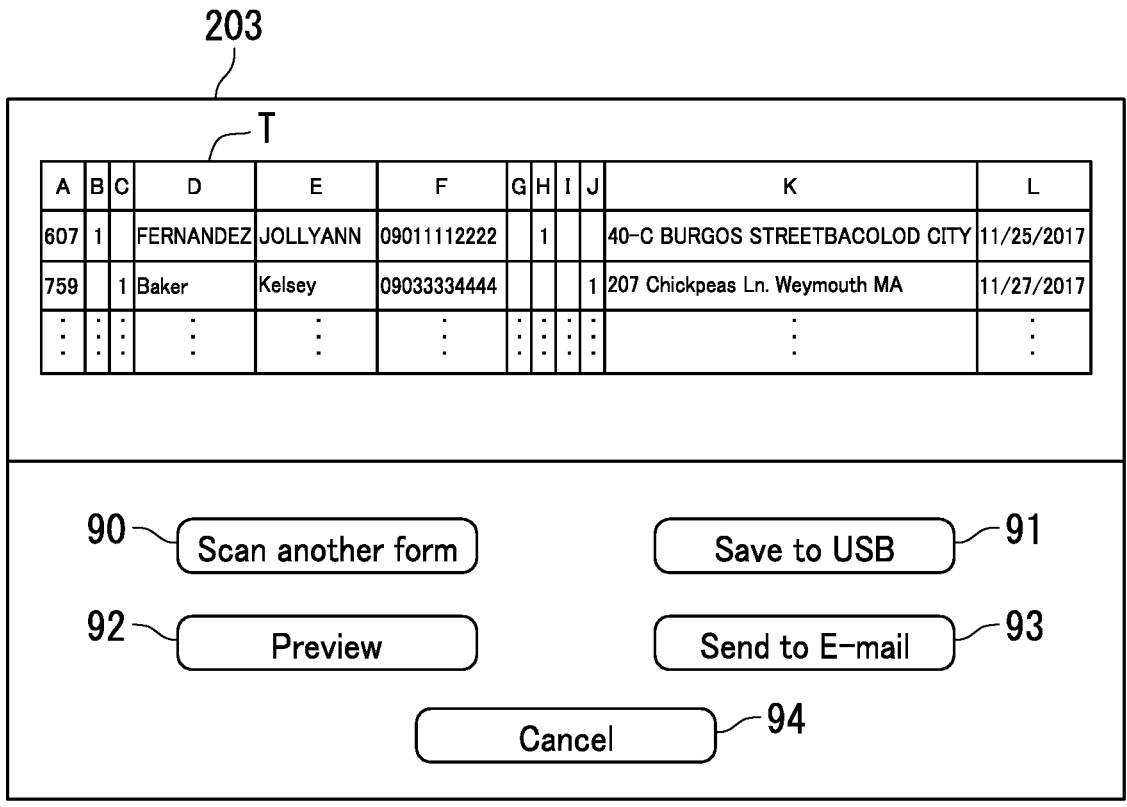 203
T
A B C D E F G H I J K L
607 1 FERNANDEZ JOLLYANN 09011112222 1 40-C BURGOS STREETBACOLOD CITY 11/25/2017
759 1 Baker Kelsey 09033334444 1 207 Chickpeas Ln. Weymouth MA 11/27/2017
90 Scan another form Save to USB 91
92 Preview Send to E-mail 93
Cancel 94